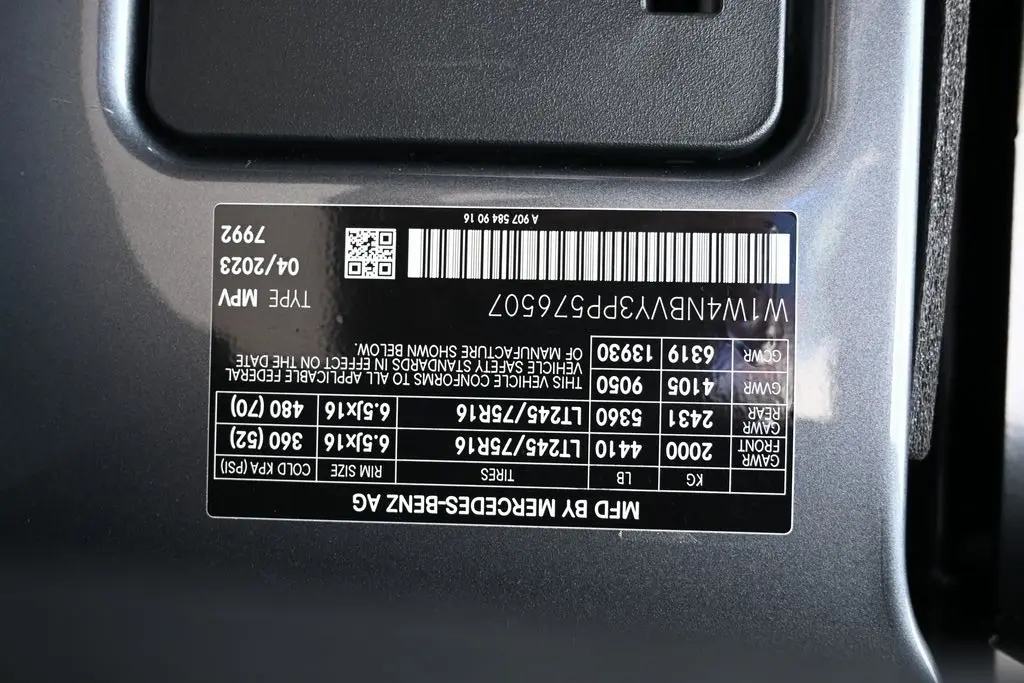 MFD BY MERCEDES-BENZ AG
KG LB TIRES RIM SIZE COLD KPA (PSI)
GAWR FRONT 2000 4410 LT245/75R16 6.5Jx16 360 (52)
GAWR REAR 2431 5360 LT245/75R16 6.5Jx16 480 (70)
GVWR 4105 9050
GCWR 6319 13930
THIS VEHICLE CONFORMS TO ALL APPLICABLE FEDERAL
VEHICLE SAFETY STANDARDS IN EFFECT ON THE DATE
OF MANUFACTURE SHOWN BELOW.
W1W4NBVY3PP576507 TYPE MPV
04/2023
7992
A 907 584 90 16